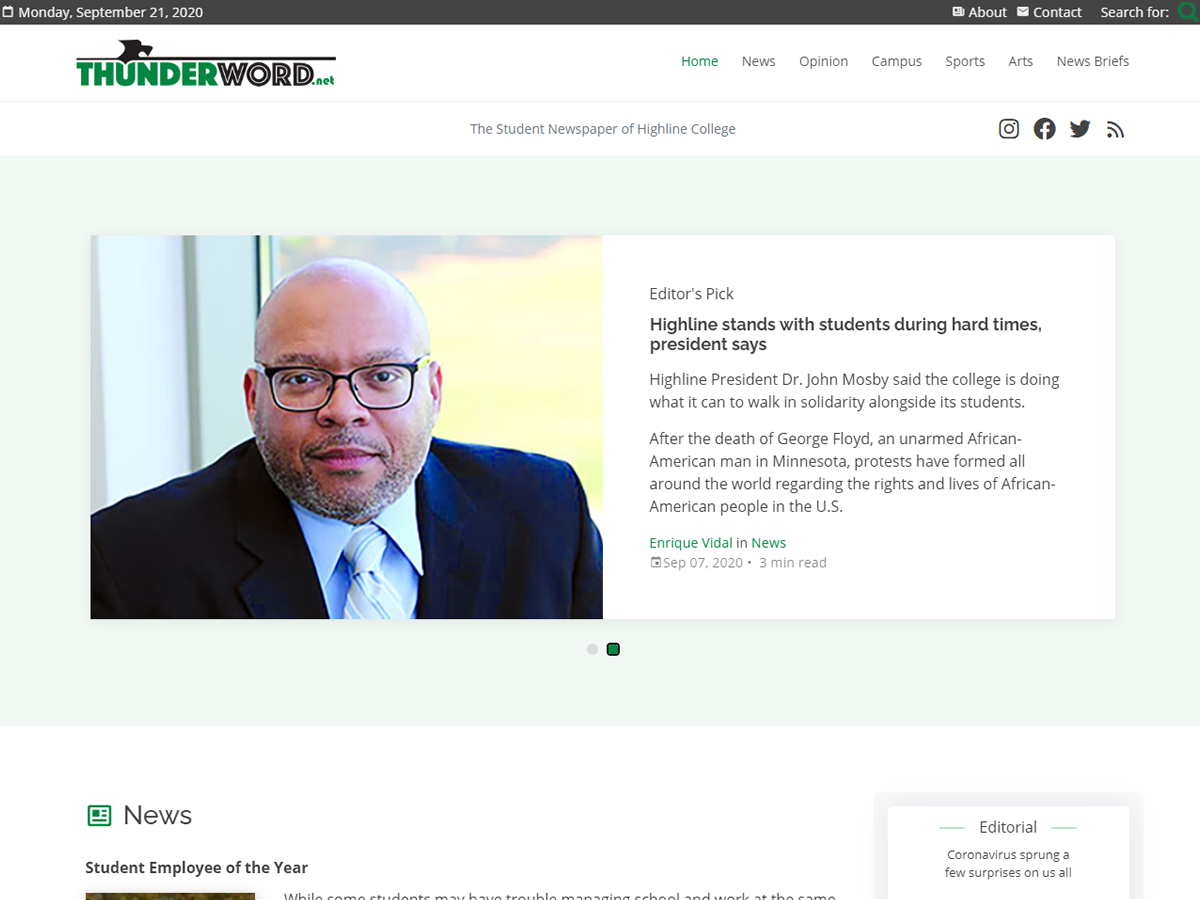 Monday, September 21, 2020
About Contact Search for:
THUNDERWORD.net
Home News Opinion Campus Sports Arts News Briefs
The Student Newspaper of Highline College
Editor's Pick
Highline stands with students during hard times,
president says
Highline President Dr. John Mosby said the college is doing
what it can to walk in solidarity alongside its students.
After the death of George Floyd, an unarmed African-
American man in Minnesota, protests have formed all
around the world regarding the rights and lives of African-
American people in the U.S.
Enrique Vidal in News
Sep 07, 2020 • 3 min read
News
Student Employee of the Year
While some students may have trouble managing school and work at the same
Editorial
Coronavirus sprung a
few surprises on us all